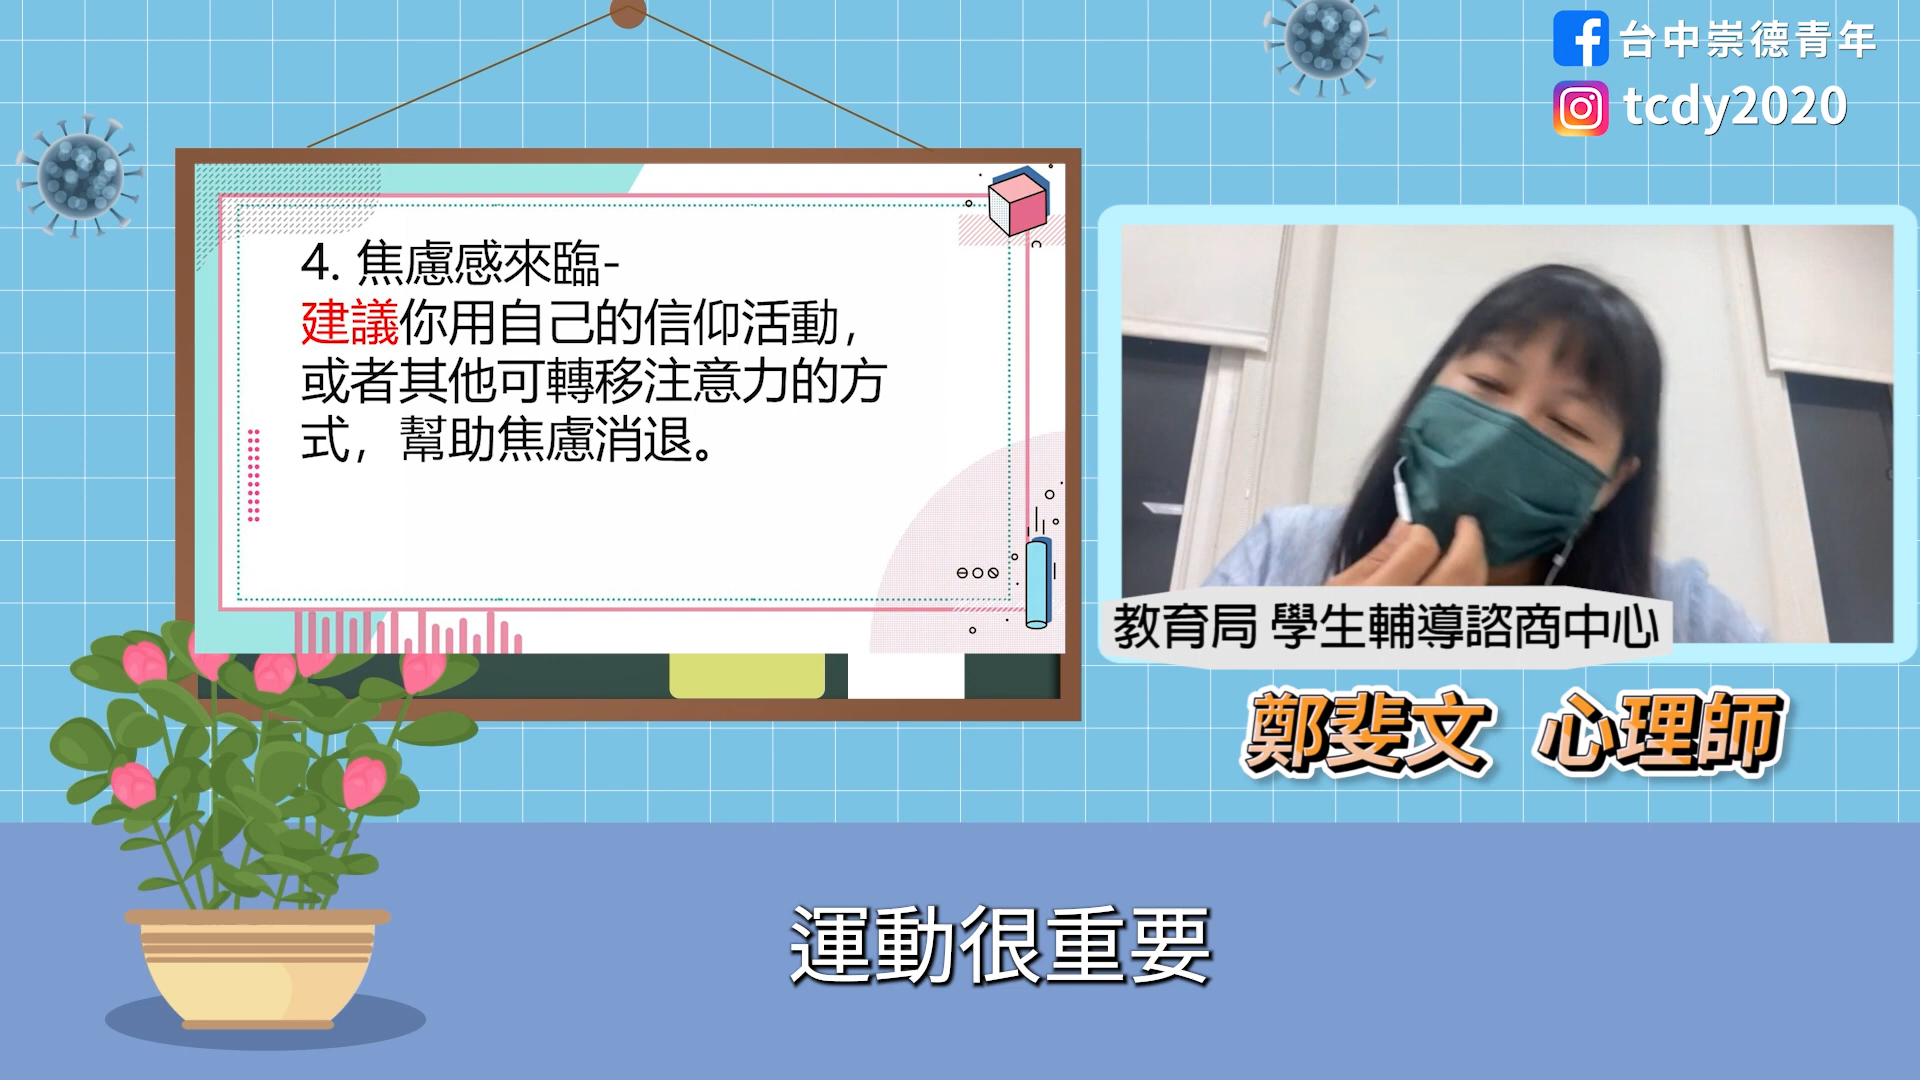 台中崇德青年
tcdy2020
4. 焦慮感來臨-
建議你用自己的信仰活動，
或者其他可轉移注意力的方
式，幫助焦慮消退。
教育局 學生輔導諮商中心
鄭斐文 心理師
運動很重要